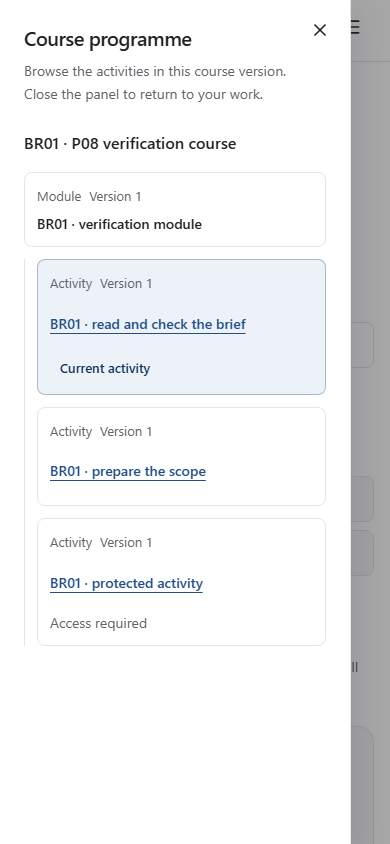 Course programme
Browse the activities in this course version.
Close the panel to return to your work.
BR01 · P08 verification course
Module Version 1
BR01 · verification module
Activity Version 1
BR01 · read and check the brief
Current activity
Activity Version 1
BR01 · prepare the scope
Activity Version 1
BR01 · protected activity
Access required